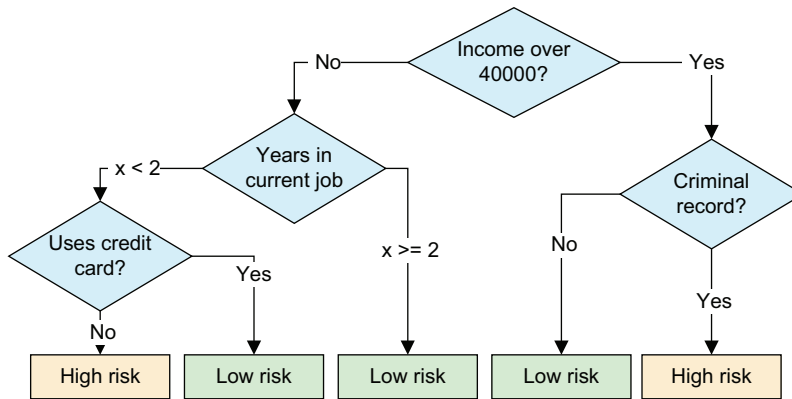 Income over
40000?
No
Yes
Years in
current job
x < 2
Criminal
record?
Uses credit
card?
Yes
x >= 2
No
No
Yes
High risk
Low risk
Low risk
Low risk
High risk